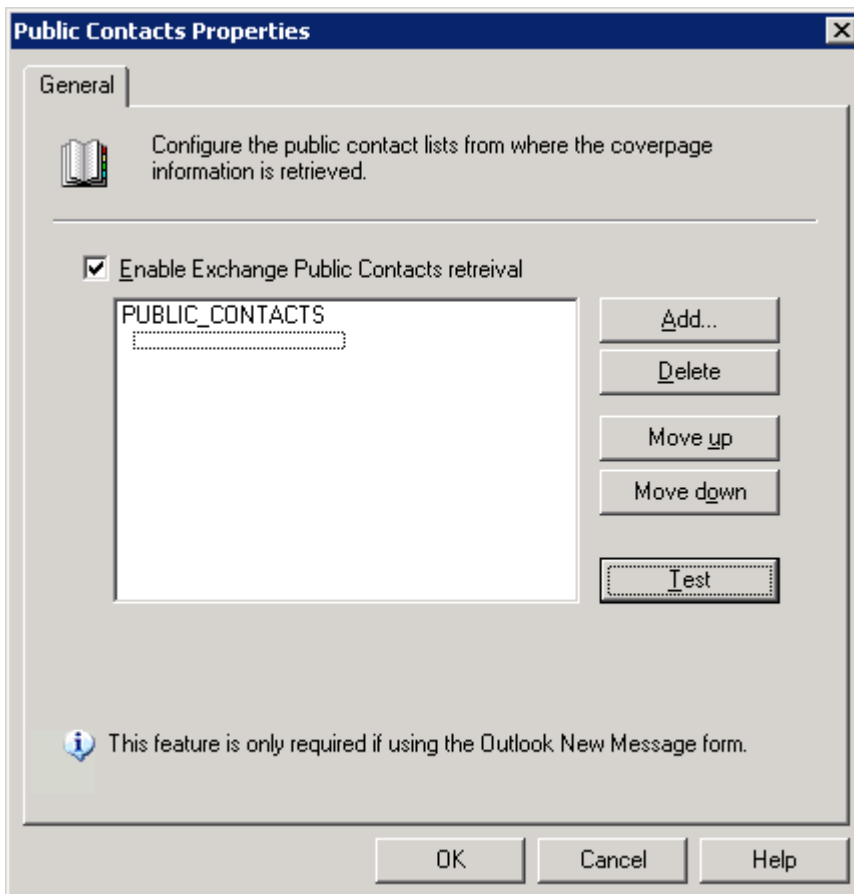 Public Contacts Properties
General
Configure the public contact lists from where the coverpage
information is retrieved.
Enable Exchange Public Contacts retreival
PUBLIC_CONTACTS
Add...
Delete
Move up
Move down
Test
This feature is only required if using the Outlook New Message form.
OK
Cancel
Help